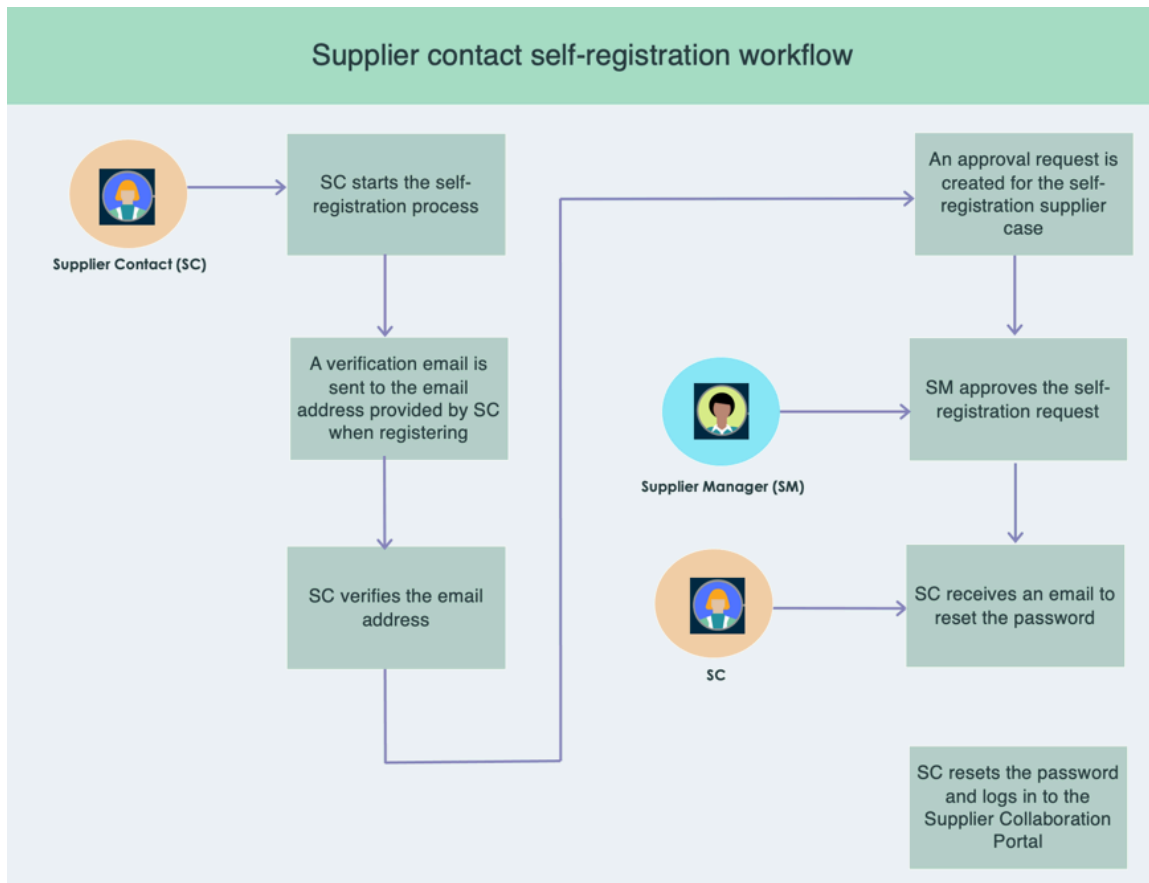 Supplier contact self-registration workflow
SC starts the self-
registration process
Supplier Contact (SC)
A verification email is
sent to the email
address provided by SC
when registering
SC verifies the email
address
An approval request is
created for the self-
registration supplier
case
SM approves the self-
registration request
Supplier Manager (SM)
SC receives an email to
reset the password
SC
SC resets the password
and logs in to the
Supplier Collaboration
Portal